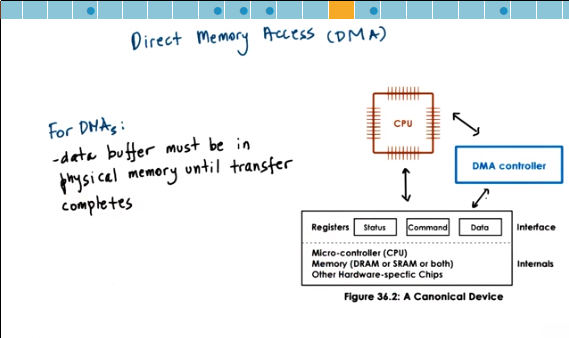 Direct Memory Access (DMA)
For DMAs:
-data buffer must be in
physical memory until transfer
completes
CPU
DMA controller
Registers Status Command Data Interface
Micro-controller (CPU)
Memory (DRAM or SRAM or both) Internals
Other Hardware-specfic Chips
Figure 36.2: A Canonical Device